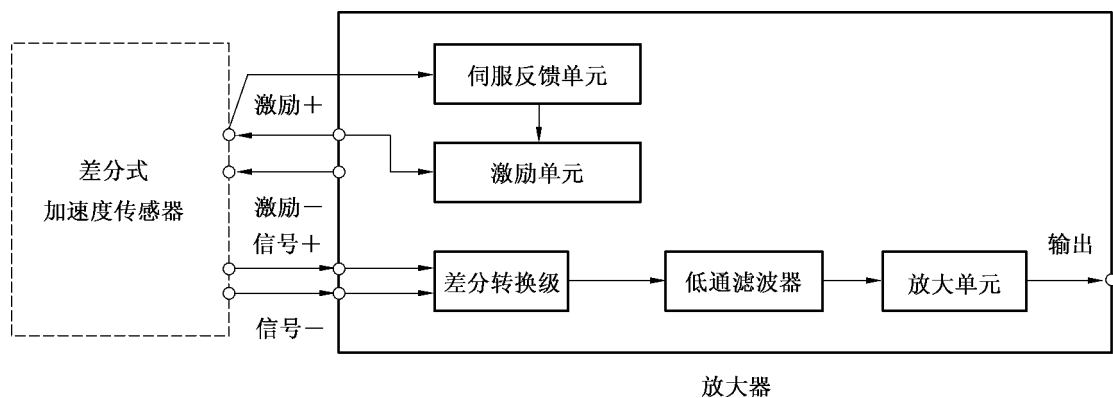 伺服反馈单元
激励＋
激励单元
差分式
加速度传感器
激励－
信号＋
输出
差分转换级
低通滤波器
放大单元
信号－
放大器